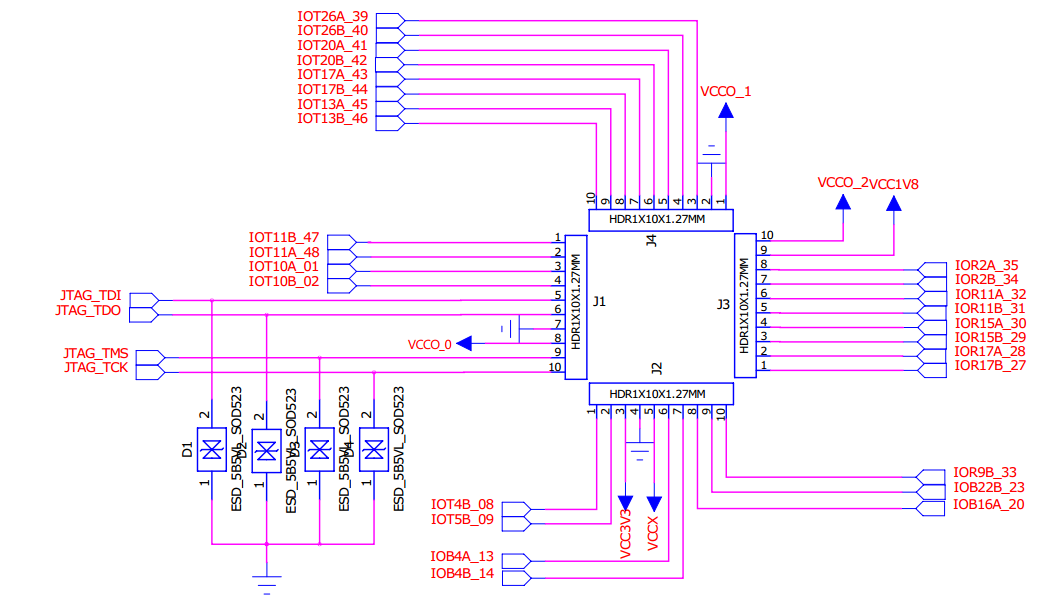 IOT26A_39
IOT26B_40
IOT20A_41
IOT20B_42
IOT17A_43
IOT17B_44
IOT13A_45
IOT13B_46
VCCO_1
VCCO_2 VCC1V8
10 9 8 7 6 5 4 3 2 1
HDR1X10X1.27MM
J4
IOT11B_47
IOT11A_48
IOT10A_01
IOT10B_02
JTAG_TDI
JTAG_TDO
VCCO_0
JTAG_TMS
JTAG_TCK
1
2
3
4
5
6
7
8
9
10
HDR1X10X1.27MM
J1
J3
HDR1X10X1.27MM
10
9
8
7
6
5
4
3
2
1
IOR2A_35
IOR2B_34
IOR11A_32
IOR11B_31
IOR15A_30
IOR15B_29
IOR17A_28
IOR17B_27
J2
HDR1X10X1.27MM
1 2 3 4 5 6 7 8 9 10
D1
2
1
ESD_5B5VL_SOD523
D2
2
1
ESD_5B5VL_SOD523
2
1
ESD_5B5VL_SOD523
2
1
ESD_5B5VL_SOD523
IOT4B_08
IOT5B_09
IOB4A_13
IOB4B_14
VCC3V3
VCCX
IOR9B_33
IOB22B_23
IOB16A_20